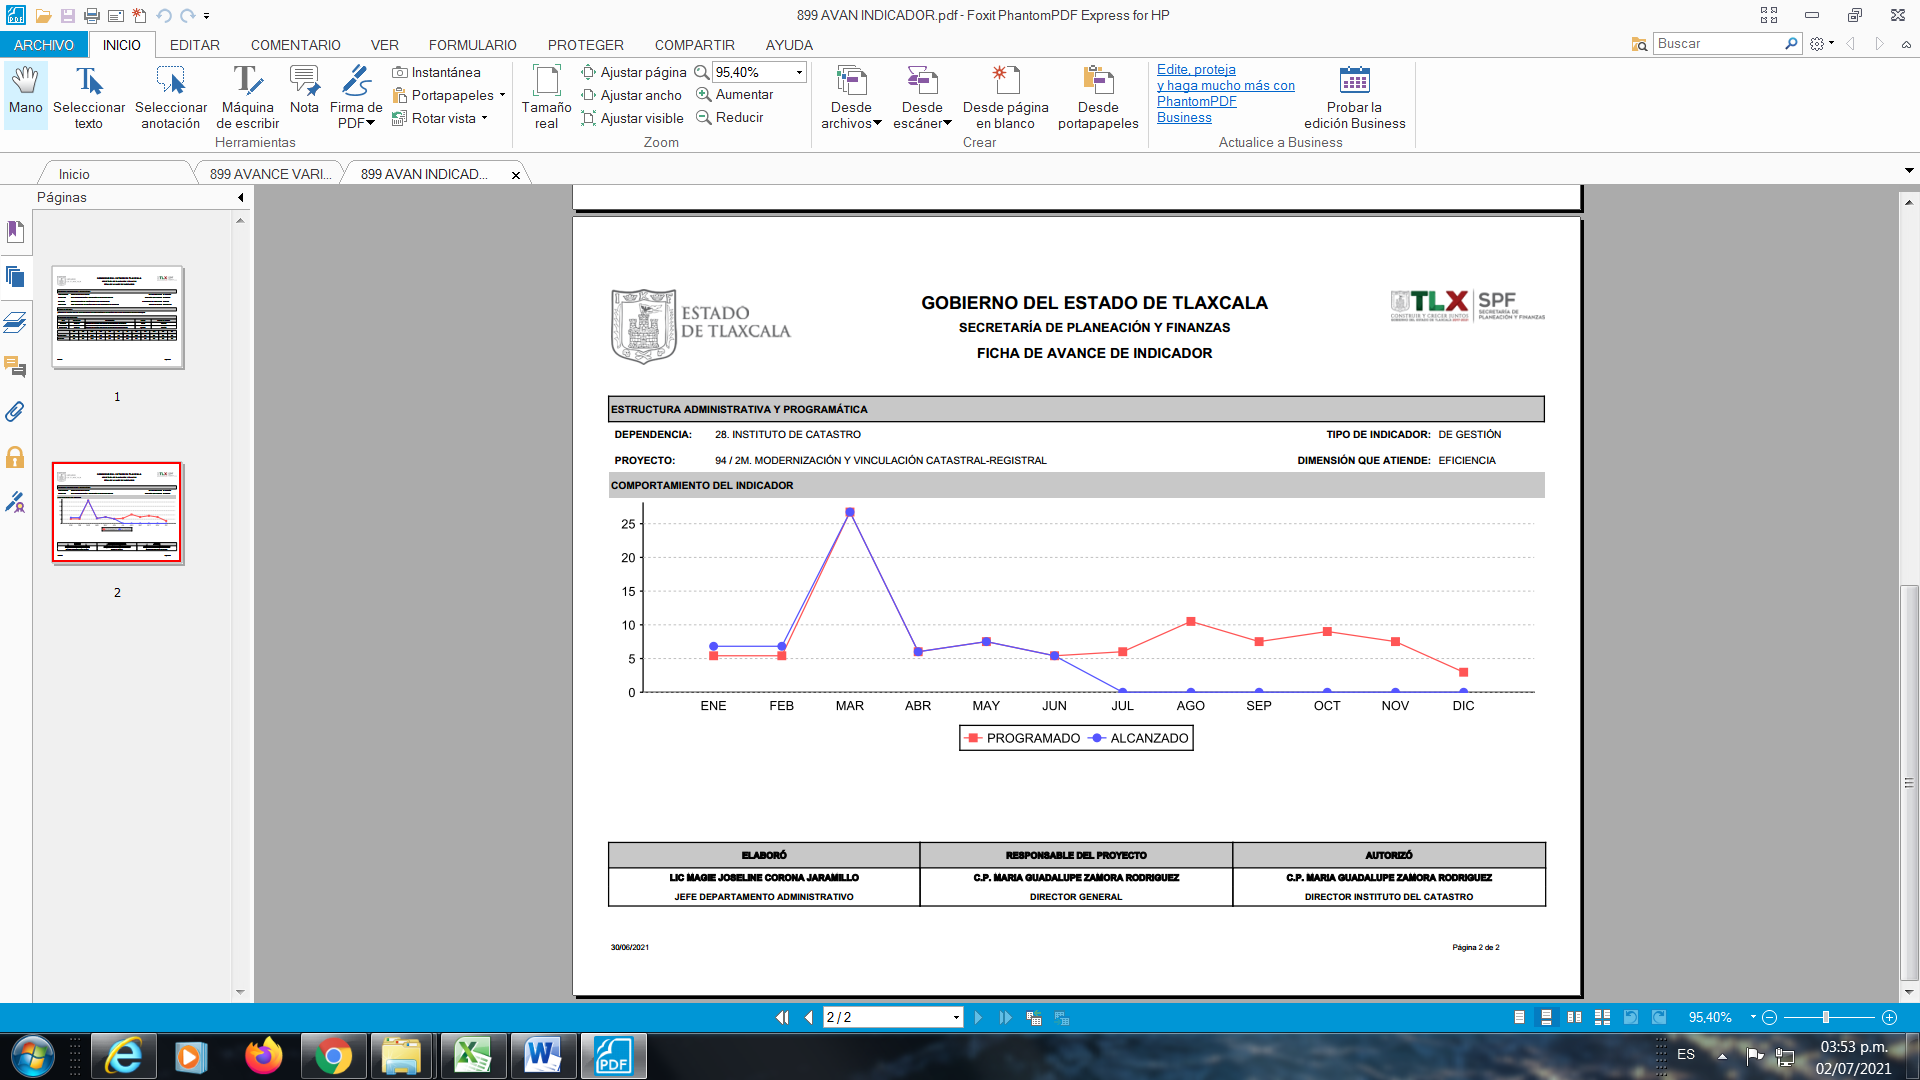 899 AVAN INDICADOR.pdf - Foxit PhantomPDF Express for HP
ARCHIVO INICIO EDITAR COMENTARIO VER FORMULARIO PROTEGER COMPARTIR AYUDA
Buscar
Mano
Seleccionar texto
Seleccionar anotación
Máquina de escribir
Nota
Firma de PDF
Instantánea
Portapapeles
Rotar vista
Herramientas
Tamaño real
Ajustar página
Ajustar ancho
Ajustar visible
95,40%
Aumentar
Reducir
Zoom
Desde archivos
Desde escáner
Desde página en blanco
Desde portapapeles
Crear
Edite, proteja
y haga mucho más con
PhantomPDF
Business
Probar la edición Business
Actualice a Business
Inicio
899 AVANCE VARI...
899 AVAN INDICAD...
Páginas
1
2
ESTADO
DE TLAXCALA
GOBIERNO DEL ESTADO DE TLAXCALA
SECRETARÍA DE PLANEACIÓN Y FINANZAS
FICHA DE AVANCE DE INDICADOR
TLX
CONSTRUIR Y CRECER JUNTOS
SPF
SECRETARÍA DE
PLANEACIÓN Y FINANZAS
ESTRUCTURA ADMINISTRATIVA Y PROGRAMÁTICA
DEPENDENCIA: 28. INSTITUTO DE CATASTRO
TIPO DE INDICADOR: DE GESTIÓN
PROYECTO: 94 / 2M. MODERNIZACIÓN Y VINCULACIÓN CATASTRAL-REGISTRAL
DIMENSIÓN QUE ATIENDE: EFICIENCIA
COMPORTAMIENTO DEL INDICADOR
25
20
15
10
5
0
ENE FEB MAR ABR MAY JUN JUL AGO SEP OCT NOV DIC
PROGRAMADO ALCANZADO
ELABORÓ RESPONSABLE DEL PROYECTO AUTORIZÓ
LIC MAGIE JOSELINE CORONA JARAMILLO C.P. MARIA GUADALUPE ZAMORA RODRIGUEZ C.P. MARIA GUADALUPE ZAMORA RODRIGUEZ
JEFE DEPARTAMENTO ADMINISTRATIVO DIRECTOR GENERAL DIRECTOR INSTITUTO DEL CATASTRO
30/06/2021 Página 2 de 2
2 / 2
95,40%
PDF
ES
03:53 p.m.
02/07/2021